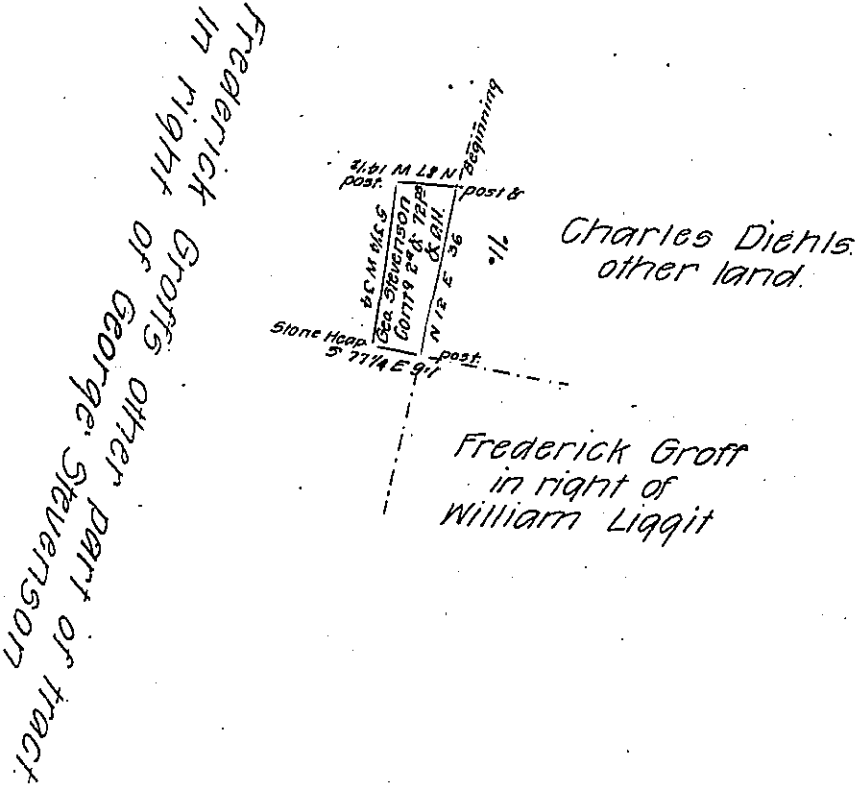 Frederick Groffs other part of tract
in right of George Stevenson
Beginning
N 87 W 14 1/2
post.
post &
S 3 1/4 W 34
Geo. Stevenson
Cont'g 2 a & 72 ps
& All.
N 12 E 36
Charles Diehls.
other land.
Stone Heap
S 77 1/4 E 9.1
post.
Frederick Groff
in right of
William Liggit